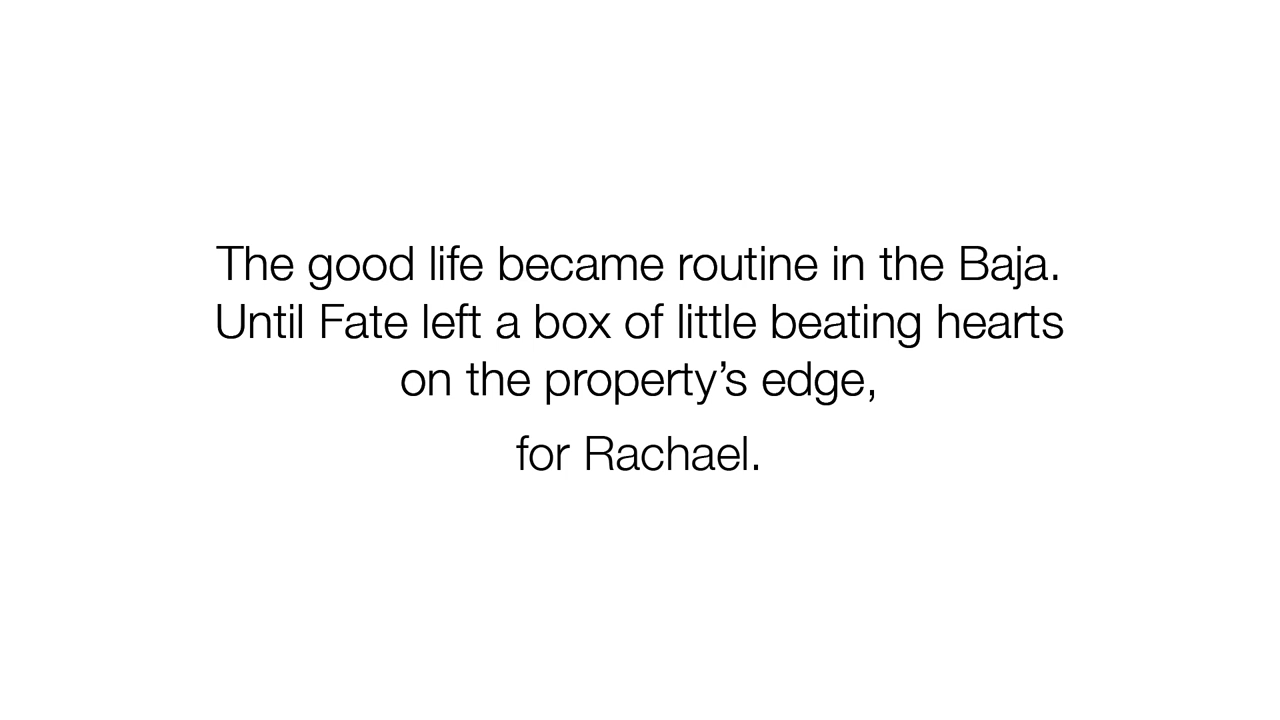 The good life became routine in the Baja.
Until Fate left a box of little beating hearts
on the property’s edge,
for Rachael.